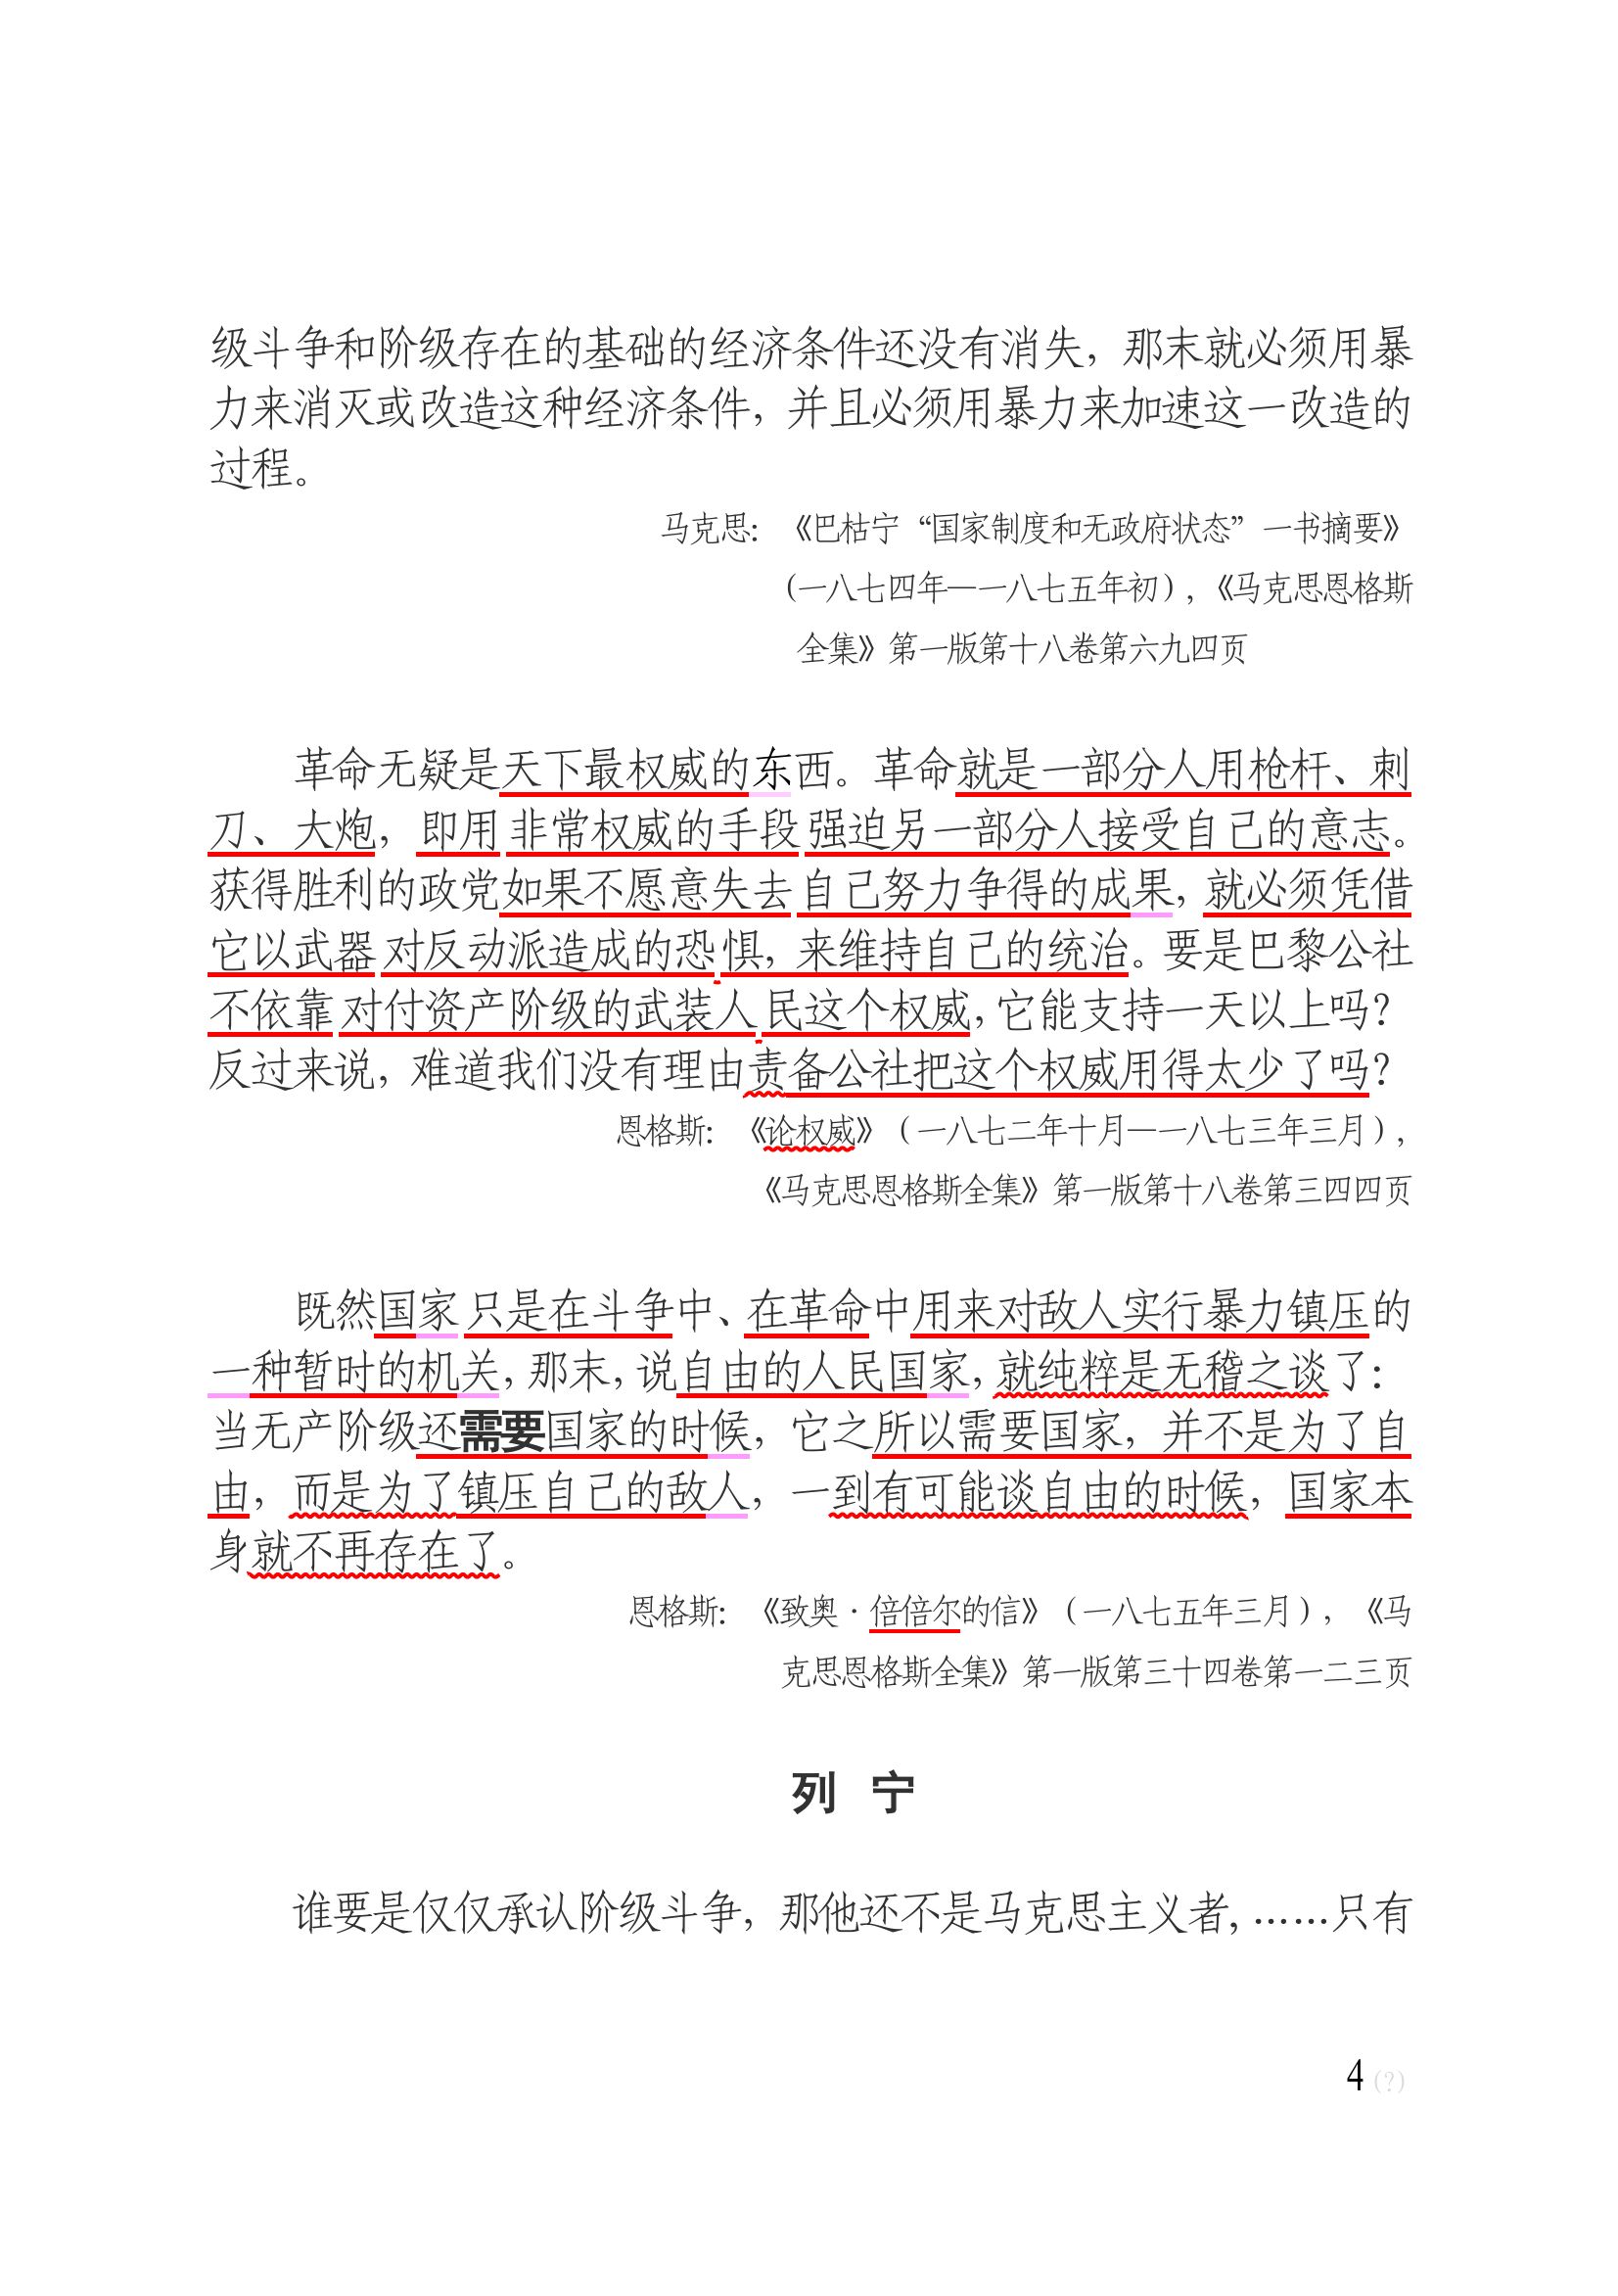 级斗争和阶级存在的基础的经济条件还没有消失，那末就必须用暴
力来消灭或改造这种经济条件，并且必须用暴力来加速这一改造的
过程。
马克思：《巴枯宁“国家制度和无政府状态”一书摘要》
（一八七四年—一八七五年初），《马克思恩格斯
全集》第一版第十八卷第六九四页
革命无疑是天下最权威的东西。革命就是一部分人用枪杆、刺
刀、大炮，即用非常权威的手段强迫另一部分人接受自己的意志。
获得胜利的政党如果不愿意失去自己努力争得的成果，就必须凭借
它以武器对反动派造成的恐惧，来维持自己的统治。要是巴黎公社
不依靠对付资产阶级的武装人民这个权威，它能支持一天以上吗？
反过来说，难道我们没有理由责备公社把这个权威用得太少了吗？
恩格斯：《论权威》（一八七二年十月—一八七三年三月），
《马克思恩格斯全集》第一版第十八卷第三四四页
既然国家只是在斗争中、在革命中用来对敌人实行暴力镇压的
一种暂时的机关，那末，说自由的人民国家，就纯粹是无稽之谈了：
当无产阶级还需要国家的时候，它之所以需要国家，并不是为了自
由，而是为了镇压自己的敌人，一到有可能谈自由的时候，国家本
身就不再存在了。
恩格斯：《致奥·倍倍尔的信》（一八七五年三月），《马
克思恩格斯全集》第一版第三十四卷第一二三页
列 宁
谁要是仅仅承认阶级斗争，那他还不是马克思主义者，……只有
4 (?)